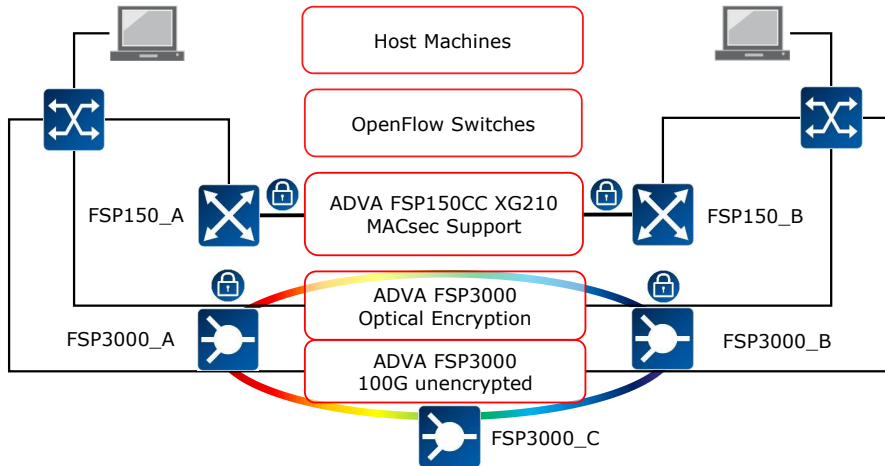 Host Machines
OpenFlow Switches
FSP150_A
ADVA FSP150CC XG210
MACsec Support
FSP150_B
ADVA FSP3000
Optical Encryption
FSP3000_A
FSP3000_B
ADVA FSP3000
100G unencrypted
FSP3000_C